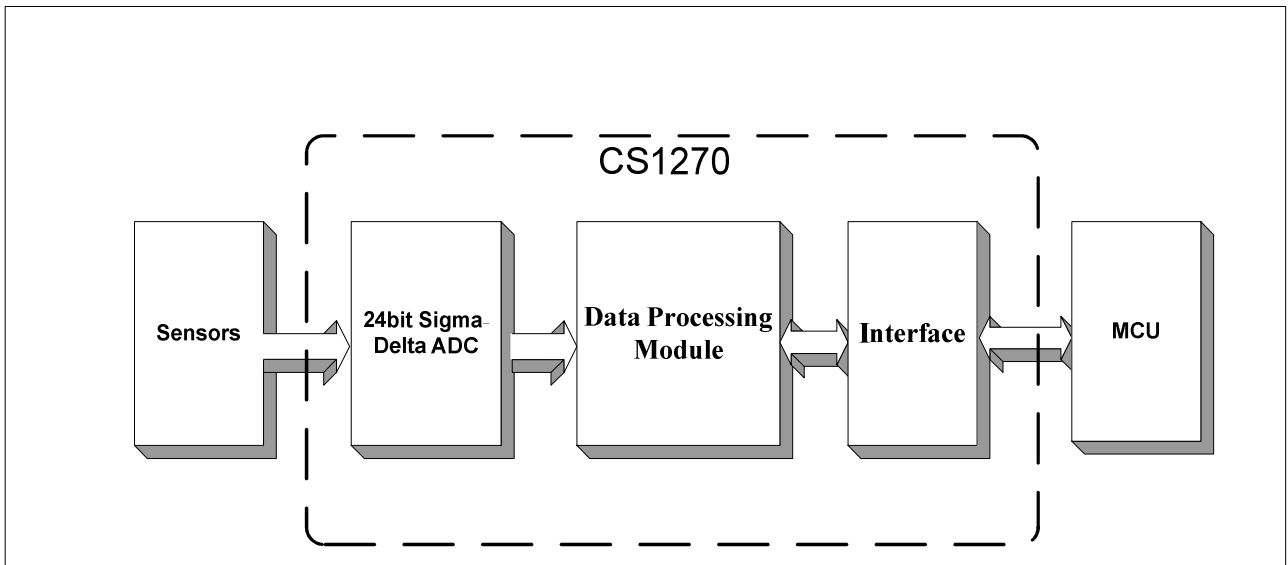 CS1270
Sensors
24bit Sigma-
Delta ADC
Data Processing
Module
Interface
MCU